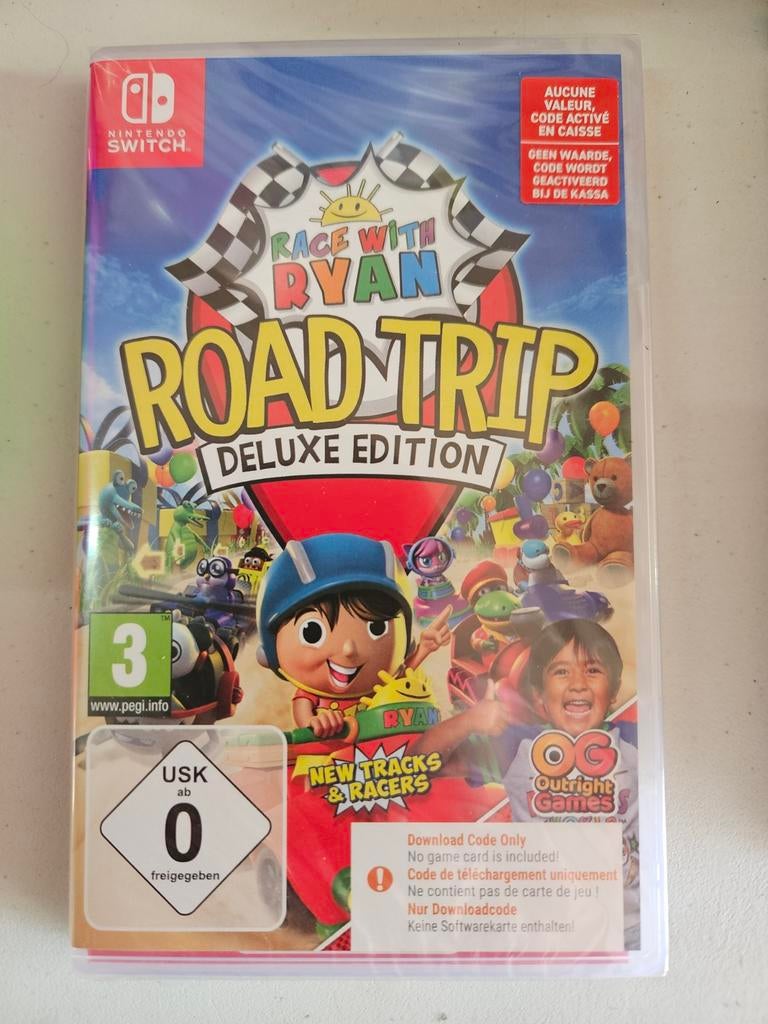 NINTENDO
SWITCH™
AUCUNE
VALEUR,
CODE ACTIVÉ
EN CAISSE
GEEN WAARDE,
CODE WORDT
GEACTIVEERD
BIJ DE KASSA
RACE WITH
RYAN
ROAD TRIP
DELUXE EDITION
3
™
www.pegi.info
RYAN
NEW TRACKS
& RACERS
OG
Outright
Games
USK
ab
0
freigegeben
Download Code Only
No game card is included!
Code de téléchargement uniquement
Ne contient pas de carte de jeu !
Nur Downloadcode
Keine Softwarekarte enthalten!